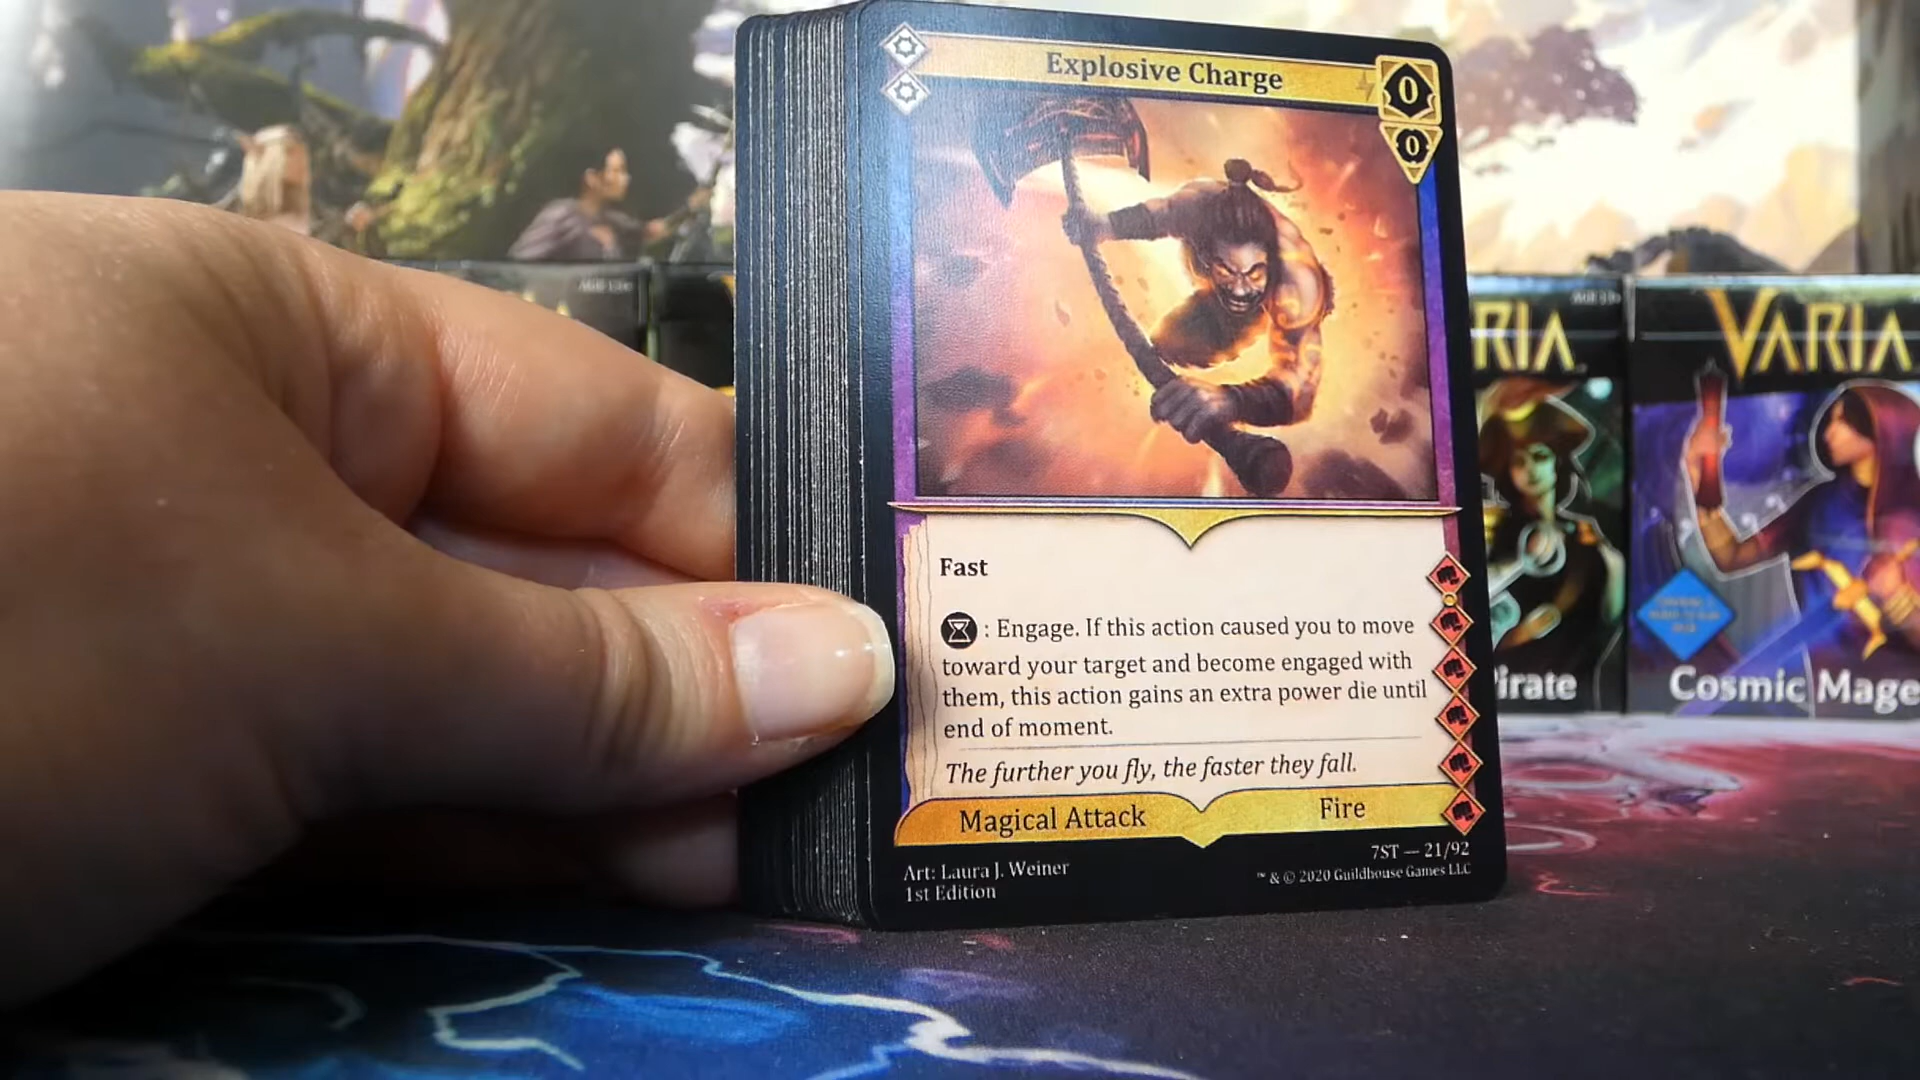 Explosive Charge
0
0
Fast
: Engage. If this action caused you to move
toward your target and become engaged with
them, this action gains an extra power die until
end of moment.
The further you fly, the faster they fall.
Magical Attack
Fire
7ST — 21/92
Art: Laura J. Weiner
™ & © 2020 Guildhouse Games LLC
1st Edition
RIA
VARIA
irate
Cosmic Mage